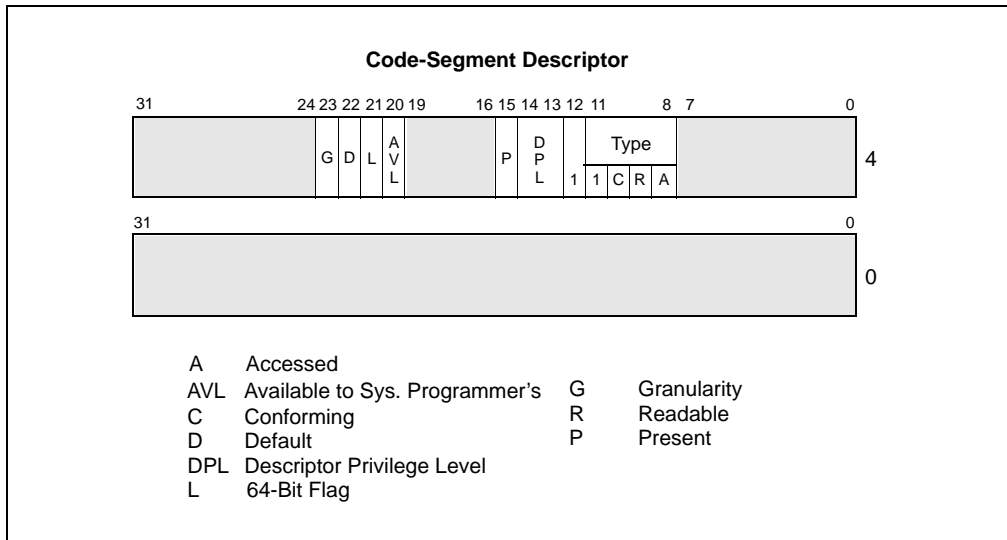 Code-Segment Descriptor
31 24 23 22 21 20 19 16 15 14 13 12 11 8 7 0
G D L AVL P DPL 1 Type 4
1 C R A
31 0
0
A Accessed
AVL Available to Sys. Programmer's G Granularity
C Conforming R Readable
D Default P Present
DPL Descriptor Privilege Level
L 64-Bit Flag